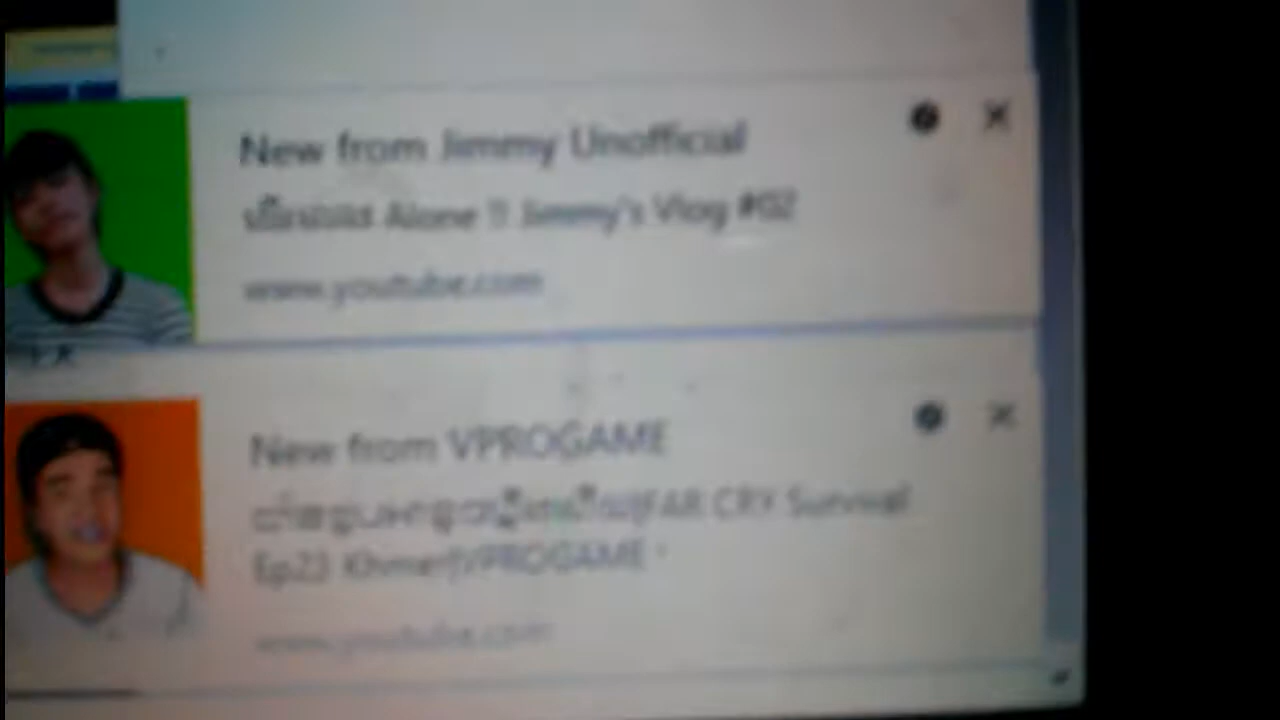 New from Jimmy Unofficial
Alone !! Jimmy's Vlog #02
www.youtube.com
New from VPROGAME
FAR CRY Survival
Ep23 Khmer|VPROGAME
www.youtube.com